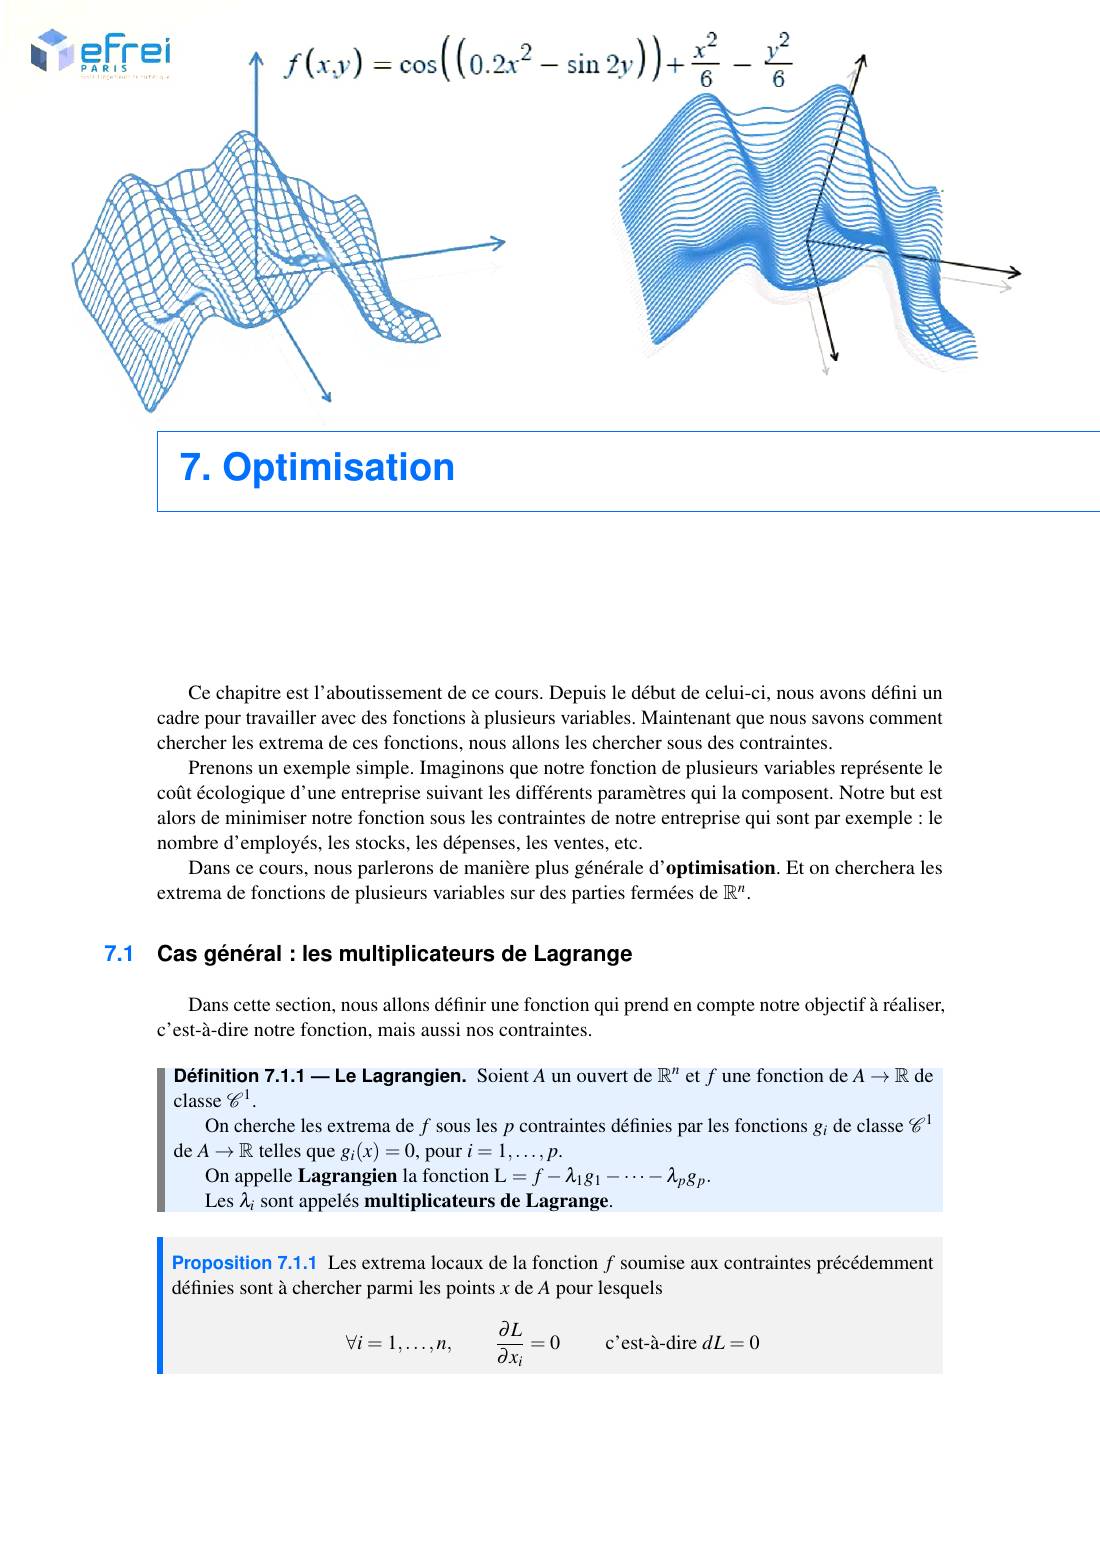 efrei
PARIS
f(x,y) = cos((0.2x² − sin 2y)) + x²/6 − y²/6
7. Optimisation
Ce chapitre est l'aboutissement de ce cours. Depuis le début de celui-ci, nous avons défini un
cadre pour travailler avec des fonctions à plusieurs variables. Maintenant que nous savons comment
chercher les extrema de ces fonctions, nous allons les chercher sous des contraintes.
Prenons un exemple simple. Imaginons que notre fonction de plusieurs variables représente le
coût écologique d'une entreprise suivant les différents paramètres qui la composent. Notre but est
alors de minimiser notre fonction sous les contraintes de notre entreprise qui sont par exemple : le
nombre d'employés, les stocks, les dépenses, les ventes, etc.
Dans ce cours, nous parlerons de manière plus générale d'optimisation. Et on cherchera les
extrema de fonctions de plusieurs variables sur des parties fermées de ℝⁿ.
7.1 Cas général : les multiplicateurs de Lagrange
Dans cette section, nous allons définir une fonction qui prend en compte notre objectif à réaliser,
c'est-à-dire notre fonction, mais aussi nos contraintes.
Définition 7.1.1 — Le Lagrangien. Soient A un ouvert de ℝⁿ et f une fonction de A → ℝ de
classe 𝒞¹.
On cherche les extrema de f sous les p contraintes définies par les fonctions gᵢ de classe 𝒞¹
de A → ℝ telles que gᵢ(x) = 0, pour i = 1,...,p.
On appelle Lagrangien la fonction L = f − λ₁g₁ − ··· − λₚgₚ.
Les λᵢ sont appelés multiplicateurs de Lagrange.
Proposition 7.1.1 Les extrema locaux de la fonction f soumise aux contraintes précédemment
définies sont à chercher parmi les points x de A pour lesquels
∀i = 1,...,n, ∂L/∂xᵢ = 0 c'est-à-dire dL = 0